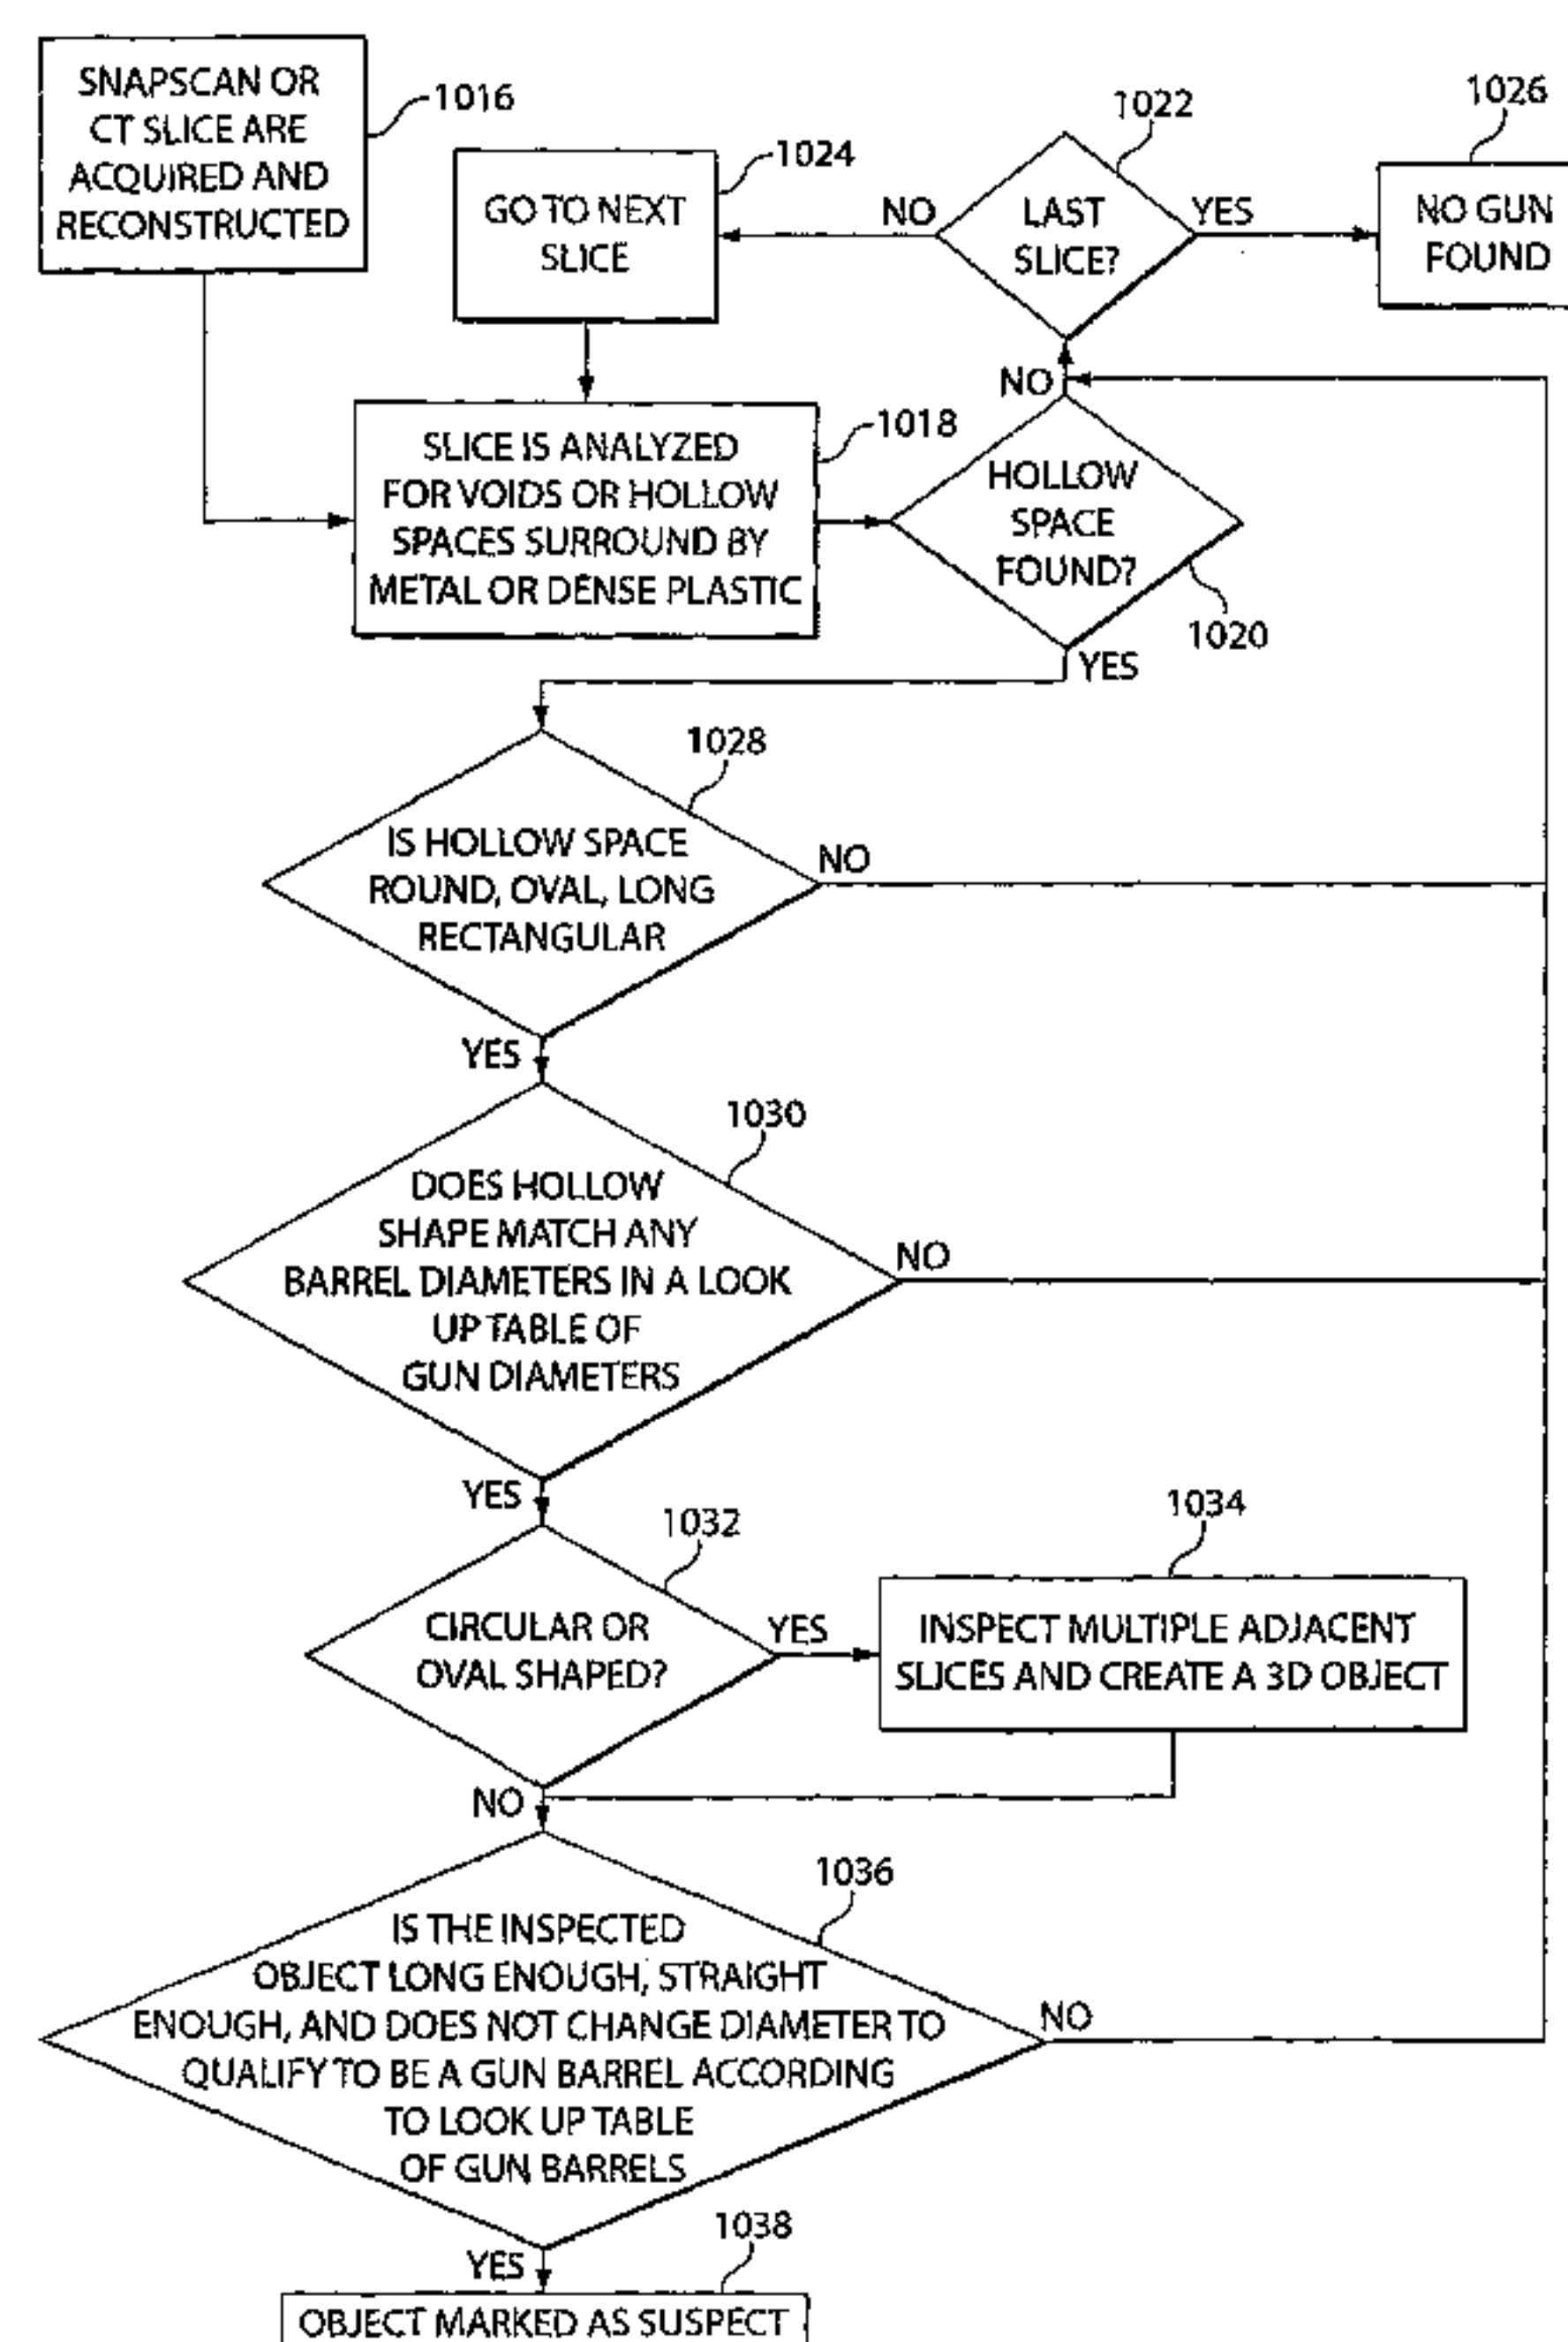 SNAPSCAN OR
CT SLICE ARE
ACQUIRED AND
RECONSTRUCTED
1016
GO TO NEXT
SLICE
1024
NO
LAST
SLICE?
1022
YES
NO GUN
FOUND
1026
SLICE IS ANALYZED
FOR VOIDS OR HOLLOW
SPACES SURROUND BY
METAL OR DENSE PLASTIC
1018
NO
HOLLOW
SPACE
FOUND?
1020
YES
1028
IS HOLLOW SPACE
ROUND, OVAL, LONG
RECTANGULAR
NO
YES
1030
DOES HOLLOW
SHAPE MATCH ANY
BARREL DIAMETERS IN A LOOK
UP TABLE OF
GUN DIAMETERS
NO
YES
1032
CIRCULAR OR
OVAL SHAPED?
YES
1034
INSPECT MULTIPLE ADJACENT
SLICES AND CREATE A 3D OBJECT
NO
1036
IS THE INSPECTED
OBJECT LONG ENOUGH, STRAIGHT
ENOUGH, AND DOES NOT CHANGE DIAMETER TO
QUALIFY TO BE A GUN BARREL ACCORDING
TO LOOK UP TABLE
OF GUN BARRELS
NO
YES
1038
OBJECT MARKED AS SUSPECT